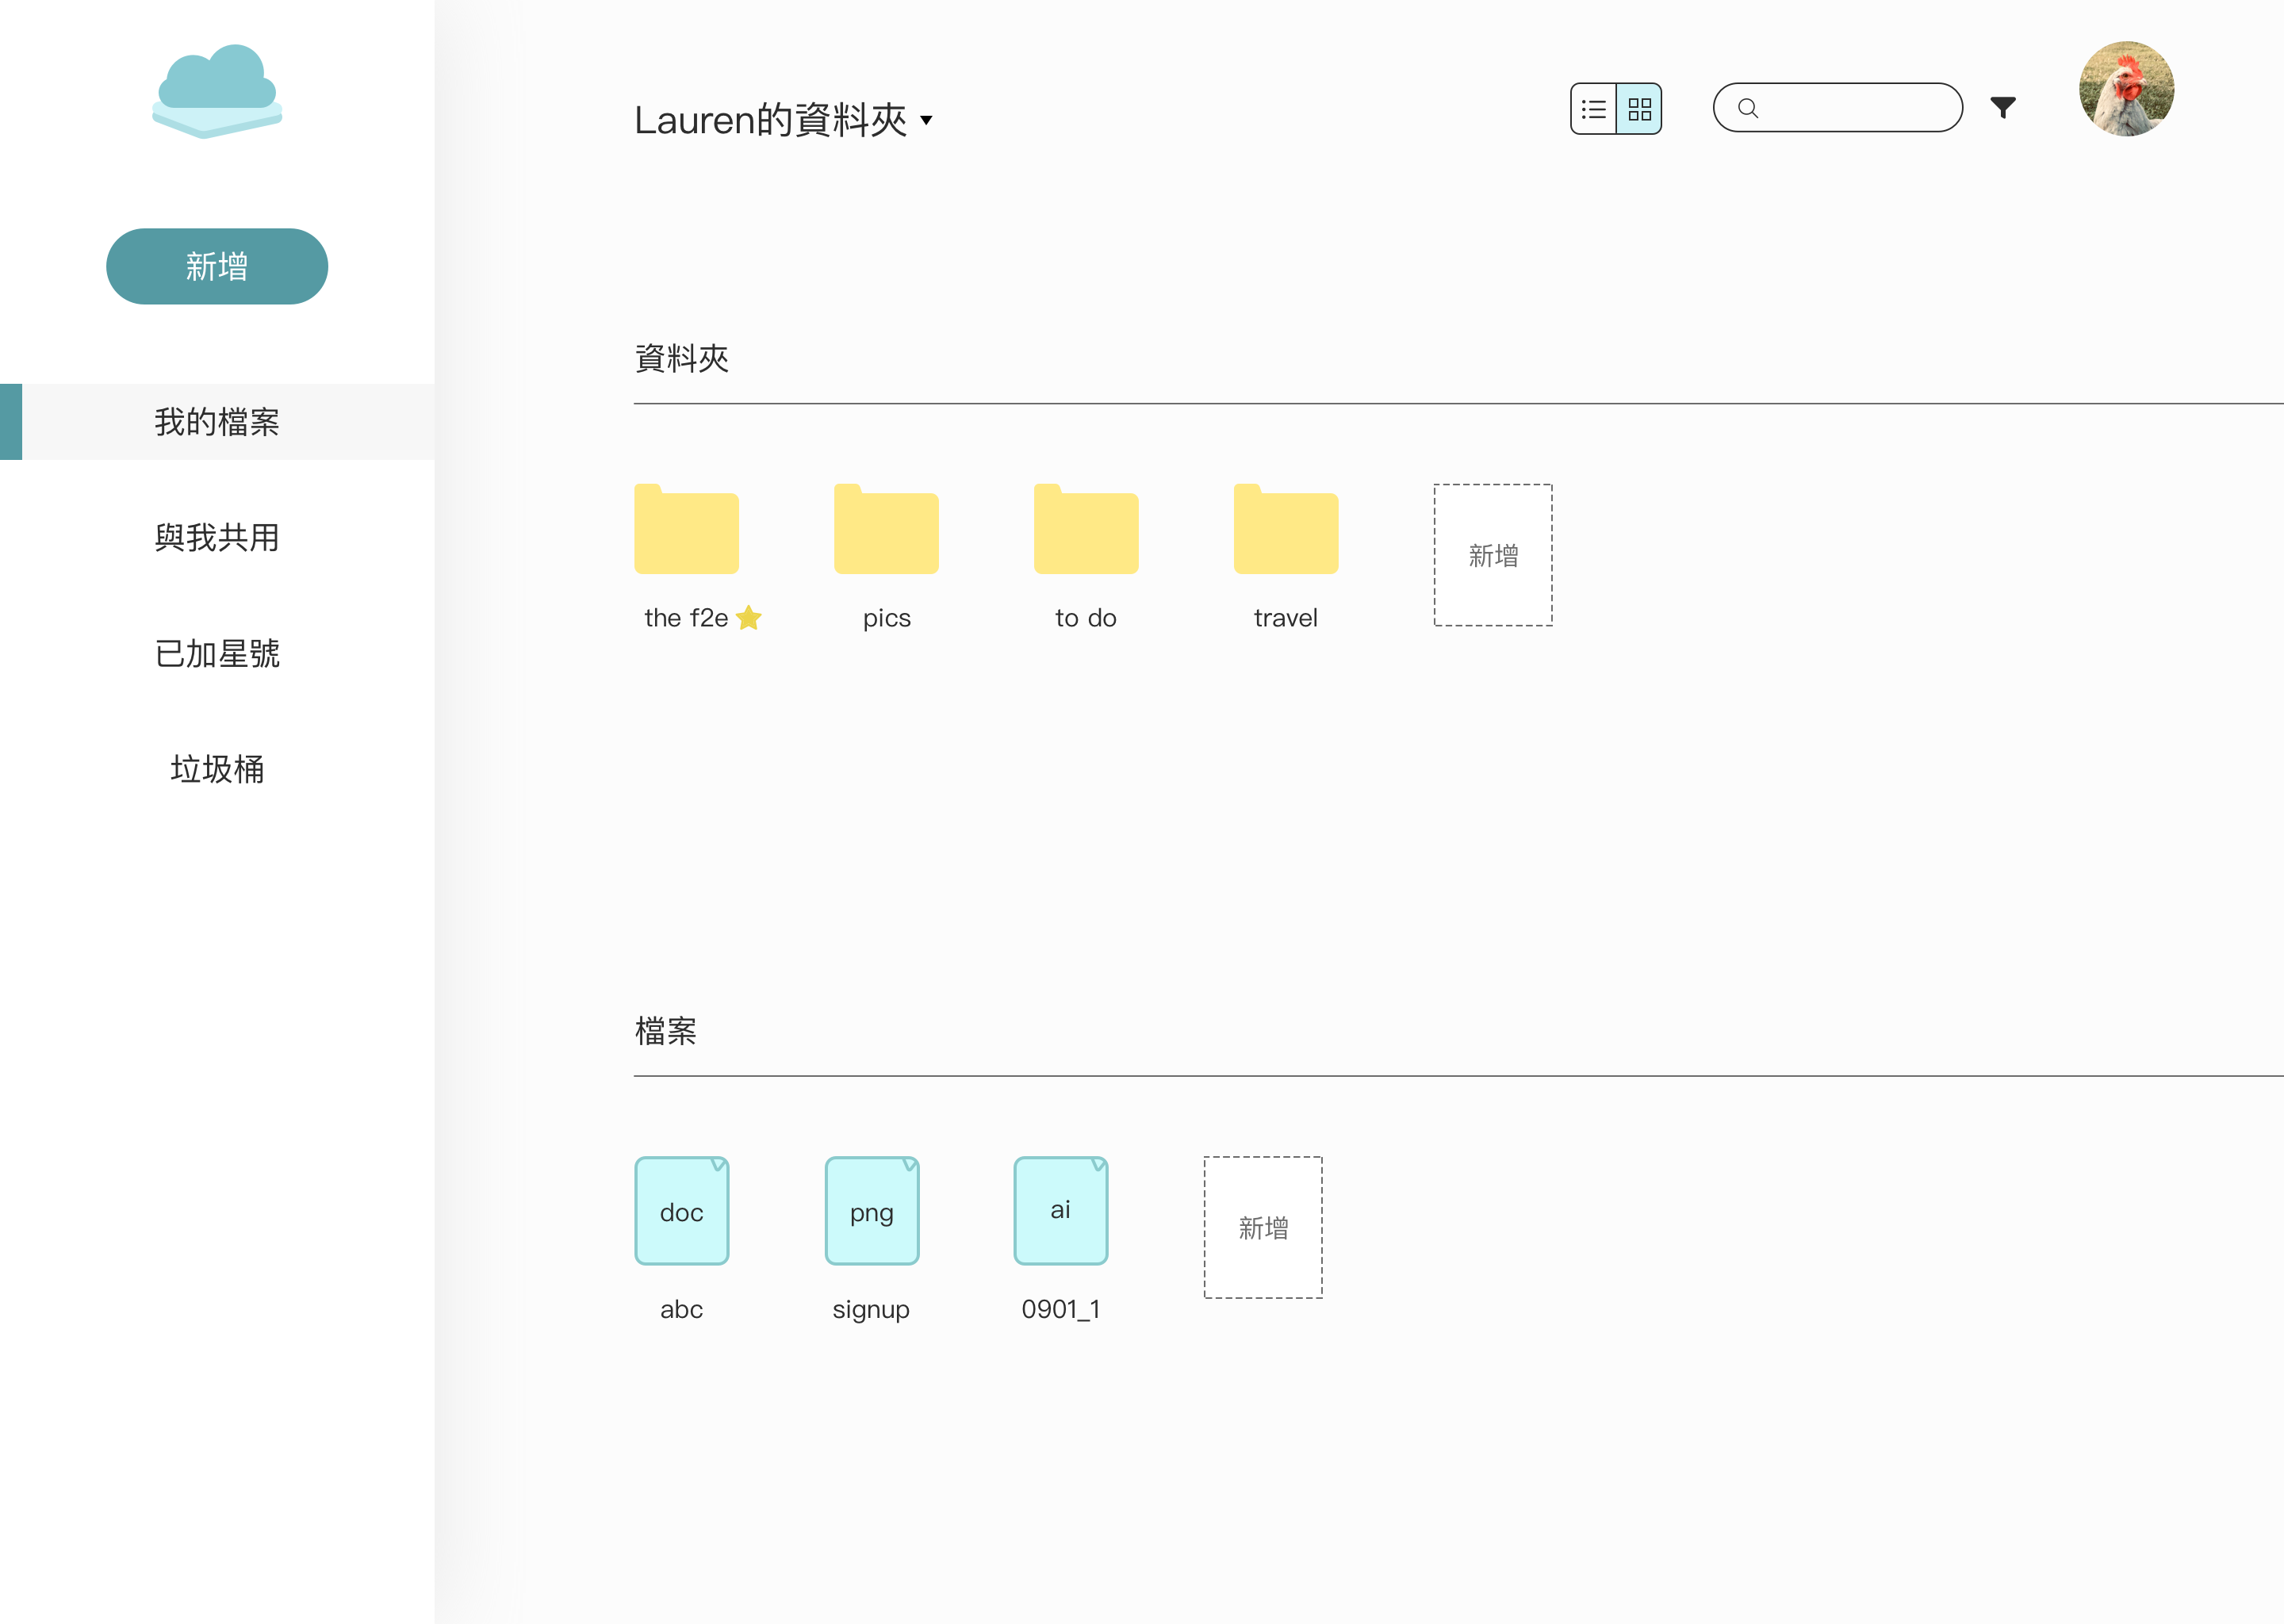 新增
我的檔案
與我共用
已加星號
垃圾桶
Lauren的資料夾
資料夾
the f2e
pics
to do
travel
新增
檔案
doc
png
ai
新增
abc
signup
0901_1